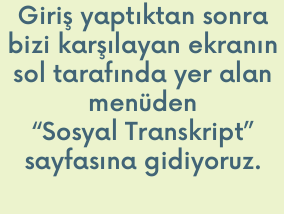 Giriş yaptıktan sonra
bizi karşılayan ekranın
sol tarafında yer alan
menüden
“Sosyal Transkript”
sayfasına gidiyoruz.